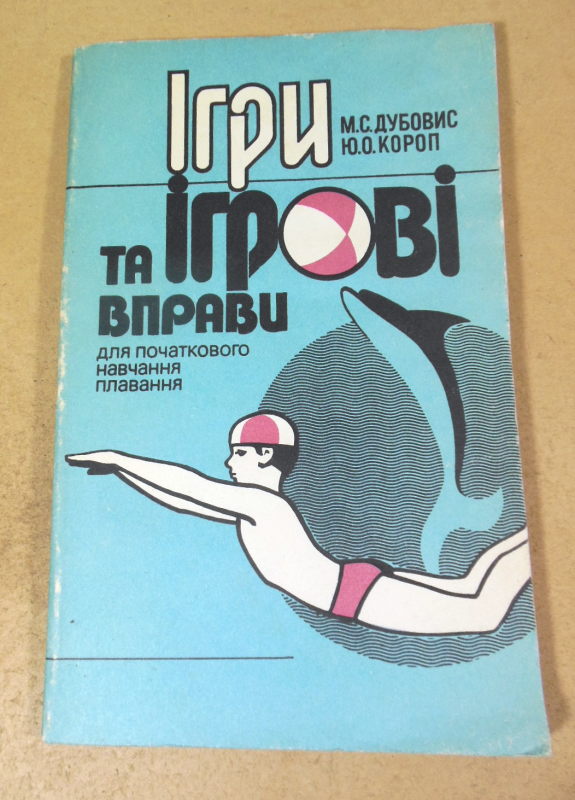 Ігри
М.С.ДУБОВИС
Ю.О.КОРОП
та ігрові
вправи
для початкового
навчання
плавання